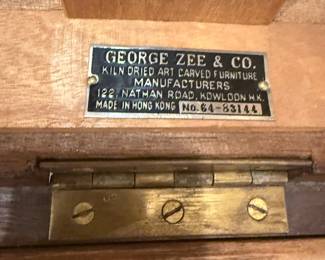 GEORGE ZEE & CO.
KILN DRIED ART CARVED FURNITURE
MANUFACTURERS
122, NATHAN ROAD, KOWLOON H.K.
MADE IN HONG KONG NO. 64-83144